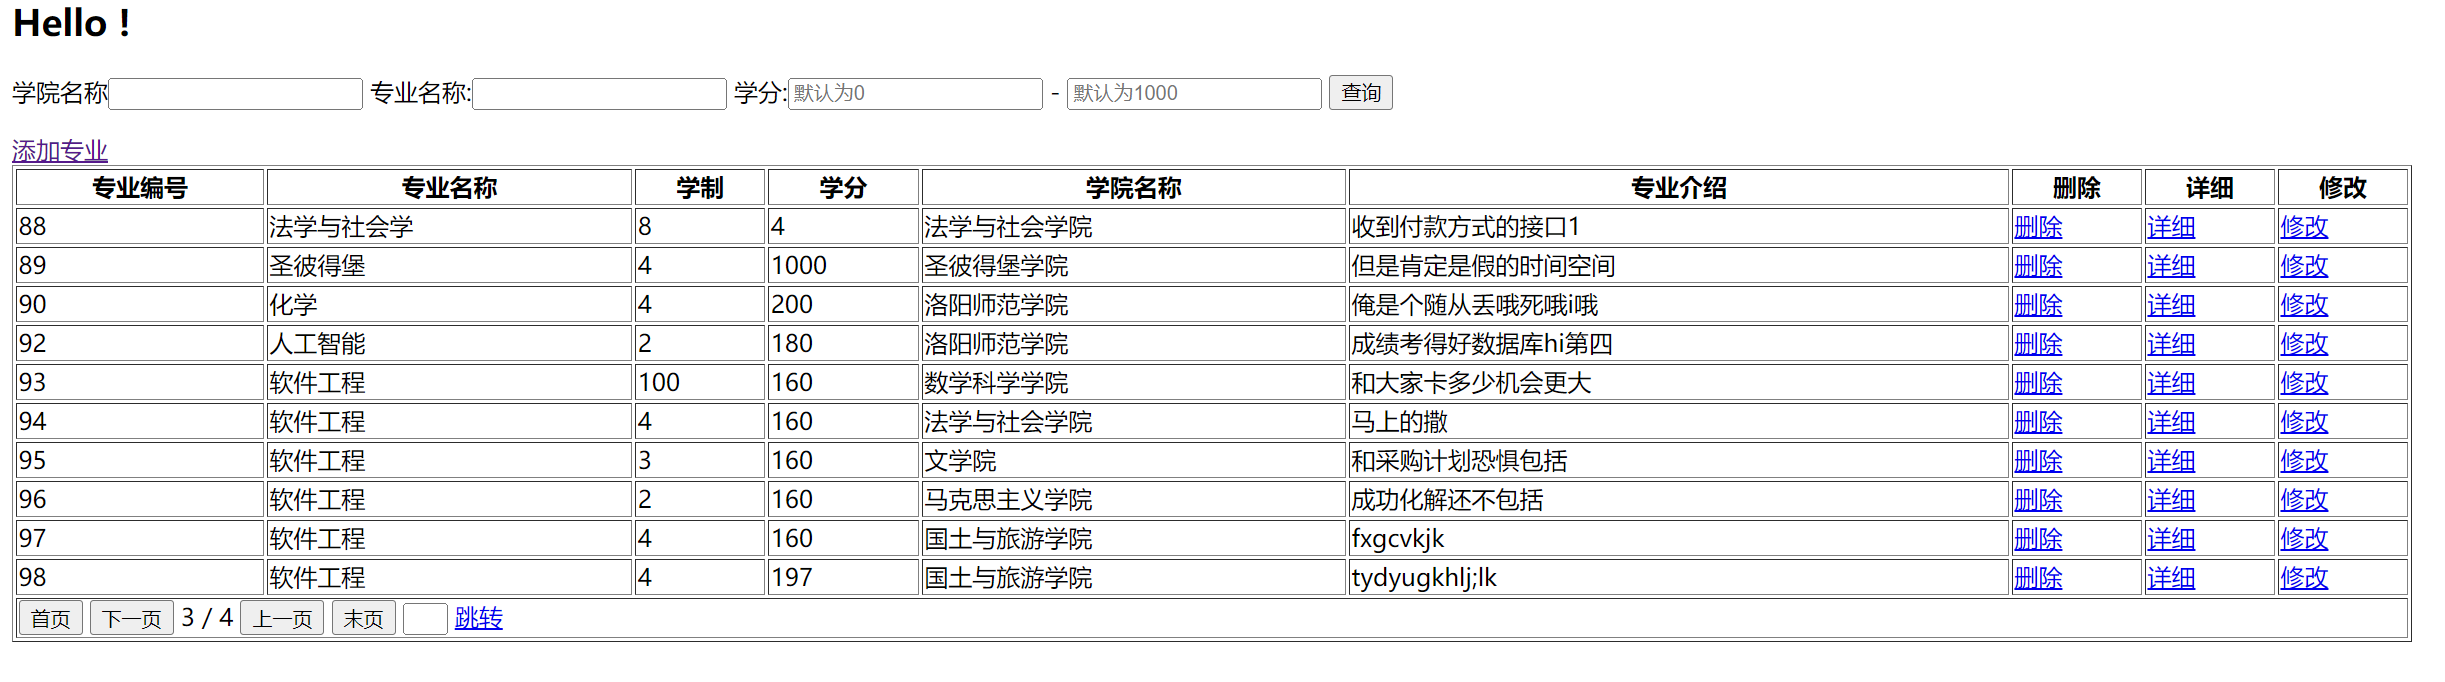 Hello !
学院名称 专业名称: 学分: 默认为0 - 默认为1000 查询
添加专业
专业编号 专业名称 学制 学分 学院名称 专业介绍 删除 详细 修改
88 法学与社会学 8 4 法学与社会学院 收到付款方式的接口1 删除 详细 修改
89 圣彼得堡 4 1000 圣彼得堡学院 但是肯定是假的时间空间 删除 详细 修改
90 化学 4 200 洛阳师范学院 俺是个随从丢哦死哦i哦 删除 详细 修改
92 人工智能 2 180 洛阳师范学院 成绩考得好数据库hi第四 删除 详细 修改
93 软件工程 100 160 数学科学学院 和大家卡多少机会更大 删除 详细 修改
94 软件工程 4 160 法学与社会学院 马上的撒 删除 详细 修改
95 软件工程 3 160 文学院 和采购计划恐惧包括 删除 详细 修改
96 软件工程 2 160 马克思主义学院 成功化解还不包括 删除 详细 修改
97 软件工程 4 160 国土与旅游学院 fxgcvkjk 删除 详细 修改
98 软件工程 4 197 国土与旅游学院 tydyugkhlj;lk 删除 详细 修改
首页 下一页 3 / 4 上一页 末页 跳转